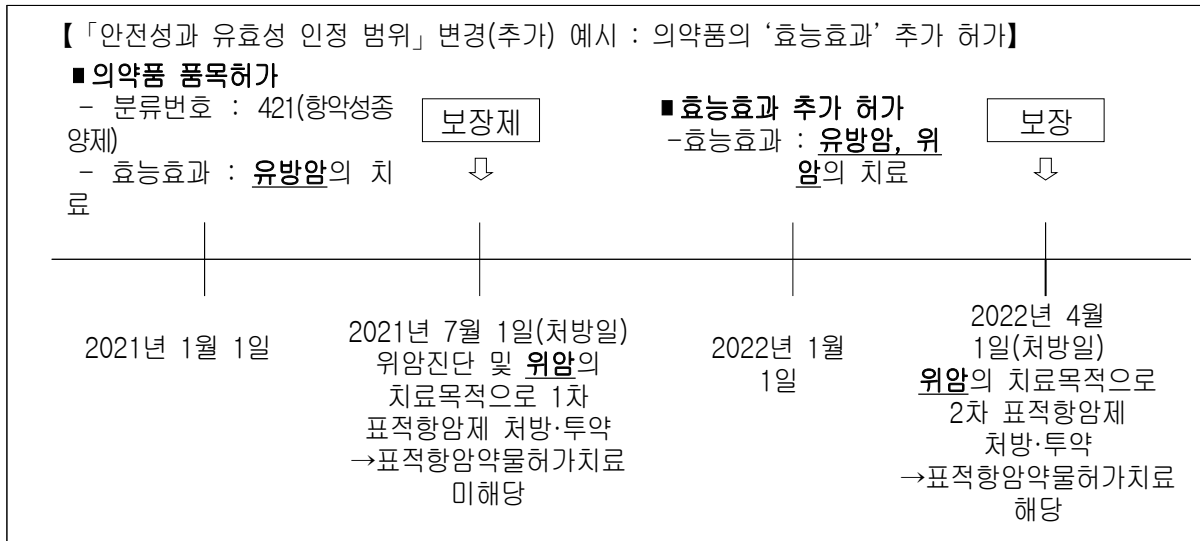 【「안전성과 유효성 인정 범위」 변경(추가) 예시 : 의약품의 ‘효능효과’ 추가 허가】
■의약품 품목허가
- 분류번호 : 421(항악성종
양제)
- 효능효과 : 유방암의 치
료
보장제
⇩
■효능효과 추가 허가
-효능효과 : 유방암, 위
암의 치료
보장
⇩
2021년 1월 1일
2021년 7월 1일(처방일)
위암진단 및 위암의
치료목적으로 1차
표적항암제 처방·투약
→표적항암약물허가치료
미해당
2022년 1월
1일
2022년 4월
1일(처방일)
위암의 치료목적으로
2차 표적항암제
처방·투약
→표적항암약물허가치료
해당